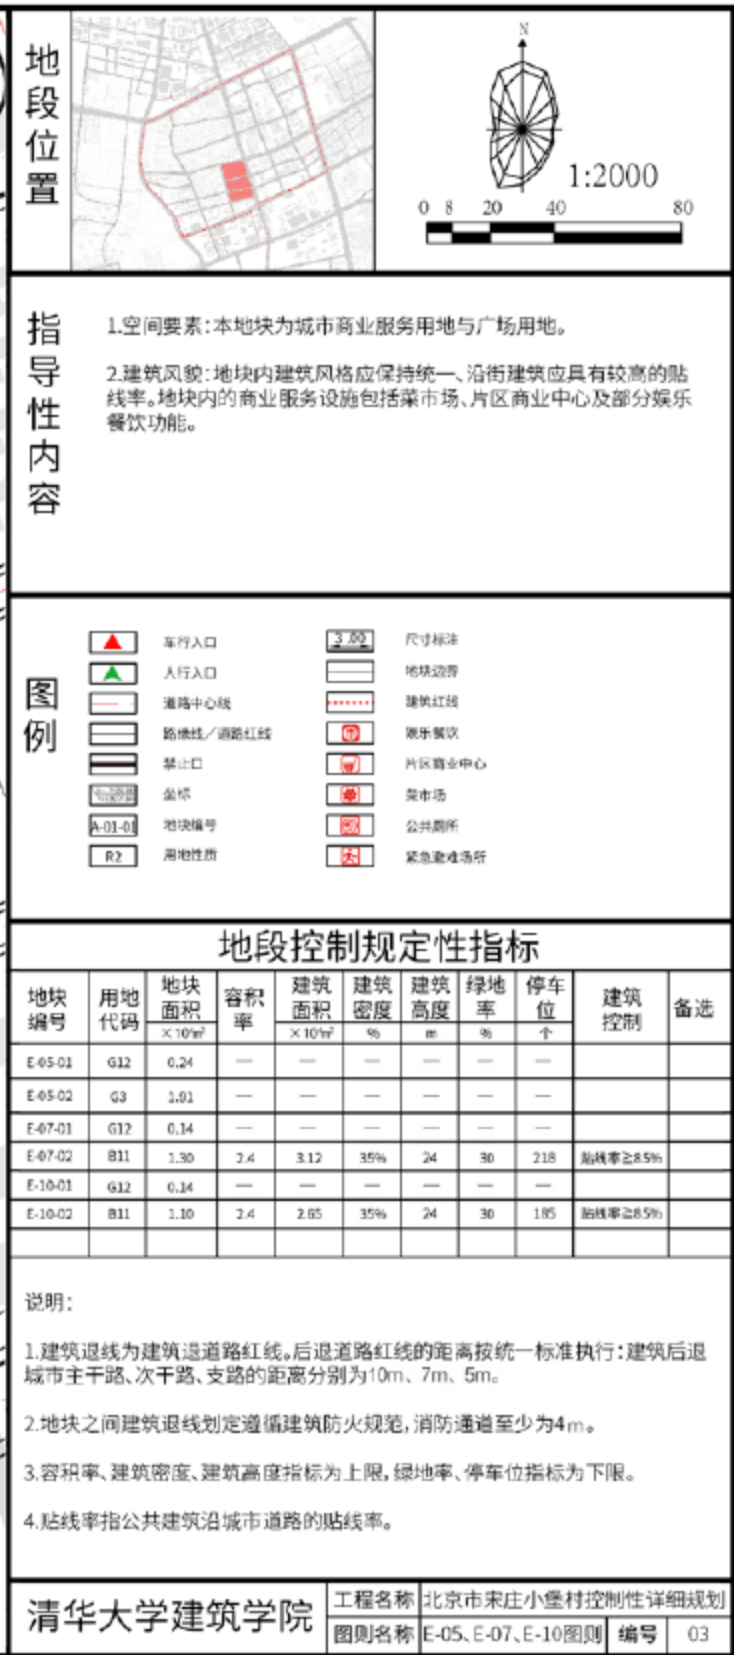 地段位置
N
1:2000
0 8 20 40 80
指导性内容
1.空间要素：本地块为城市商业服务用地与广场用地。
2.建筑风貌：地块内建筑风格应保持统一、沿街建筑应具有较高的贴
线率。地块内的商业服务设施包括菜市场、片区商业中心及部分娱乐
餐饮功能。
图例
车行入口
3.00 尺寸标注
人行入口
地块边界
道路中心线
建筑红线
路缘线／道路红线
娱乐餐饮
禁止口
片区商业中心
坐标
菜市场
A-01-01 地块编号
公共厕所
R2 用地性质
紧急避难场所
地段控制规定性指标
地块编号 用地代码 地块面积 容积率 建筑面积 建筑密度 建筑高度 绿地率 停车位 建筑控制 备选
×10⁴㎡ ×10⁴㎡ % m % 个
E-05-01 G12 0.24 — — — — — —
E-05-02 G3 1.91 — — — — — —
E-07-01 G12 0.14 — — — — — —
E-07-02 B11 1.30 2.4 3.12 35% 24 30 218 贴线率≧85%
E-10-01 G12 0.14 — — — — — —
E-10-02 B11 1.10 2.4 2.65 35% 24 30 185 贴线率≧85%
说明：
1.建筑退线为建筑退道路红线。后退道路红线的距离按统一标准执行：建筑后退
城市主干路、次干路、支路的距离分别为10m、7m、5m。
2.地块之间建筑退线划定遵循建筑防火规范，消防通道至少为4m。
3.容积率、建筑密度、建筑高度指标为上限，绿地率、停车位指标为下限。
4.贴线率指公共建筑沿城市道路的贴线率。
清华大学建筑学院
工程名称 北京市宋庄小堡村控制性详细规划
图则名称 E-05、E-07、E-10图则 编号 03